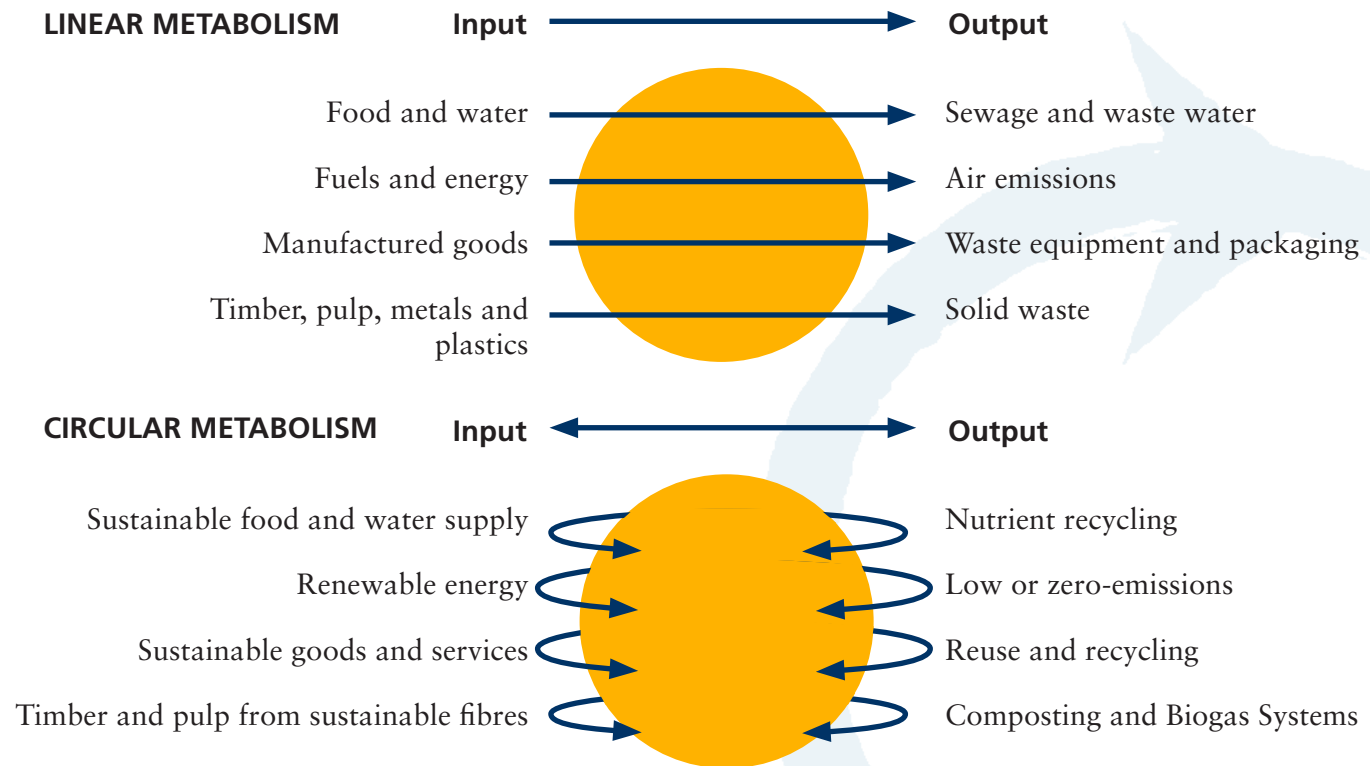 LINEAR METABOLISM Input Output
Food and water Sewage and waste water
Fuels and energy Air emissions
Manufactured goods Waste equipment and packaging
Timber, pulp, metals and Solid waste
plastics
CIRCULAR METABOLISM Input Output
Sustainable food and water supply Nutrient recycling
Renewable energy Low or zero-emissions
Sustainable goods and services Reuse and recycling
Timber and pulp from sustainable fibres Composting and Biogas Systems